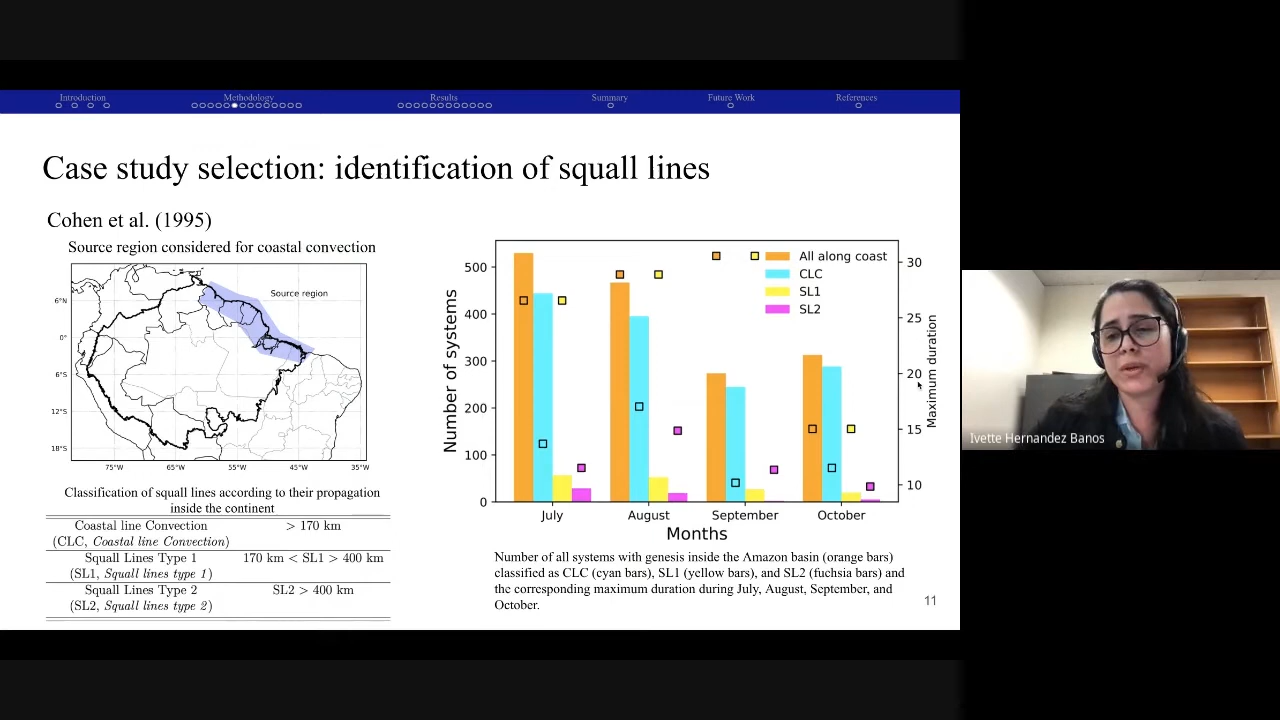 Introduction Methodology Results Summary Future Work References
Case study selection: identification of squall lines
Cohen et al. (1995)
Source region considered for coastal convection
Source region
6°N
0°
6°S
12°S
18°S
75°W 65°W 55°W 45°W 35°W
Classification of squall lines according to their propagation
inside the continent
Coastal line Convection > 170 km
(CLC, Coastal line Convection)
Squall Lines Type 1 170 km < SL1 > 400 km
(SL1, Squall lines type 1)
Squall Lines Type 2 SL2 > 400 km
(SL2, Squall lines type 2)
All along coast
CLC
SL1
SL2
Number of systems
500
400
300
200
100
0
30
25
20
15
10
Maximum duration
July August September October
Months
Number of all systems with genesis inside the Amazon basin (orange bars)
classified as CLC (cyan bars), SL1 (yellow bars), and SL2 (fuchsia bars) and
the corresponding maximum duration during July, August, September, and
October.
11
Ivette Hernandez Banos